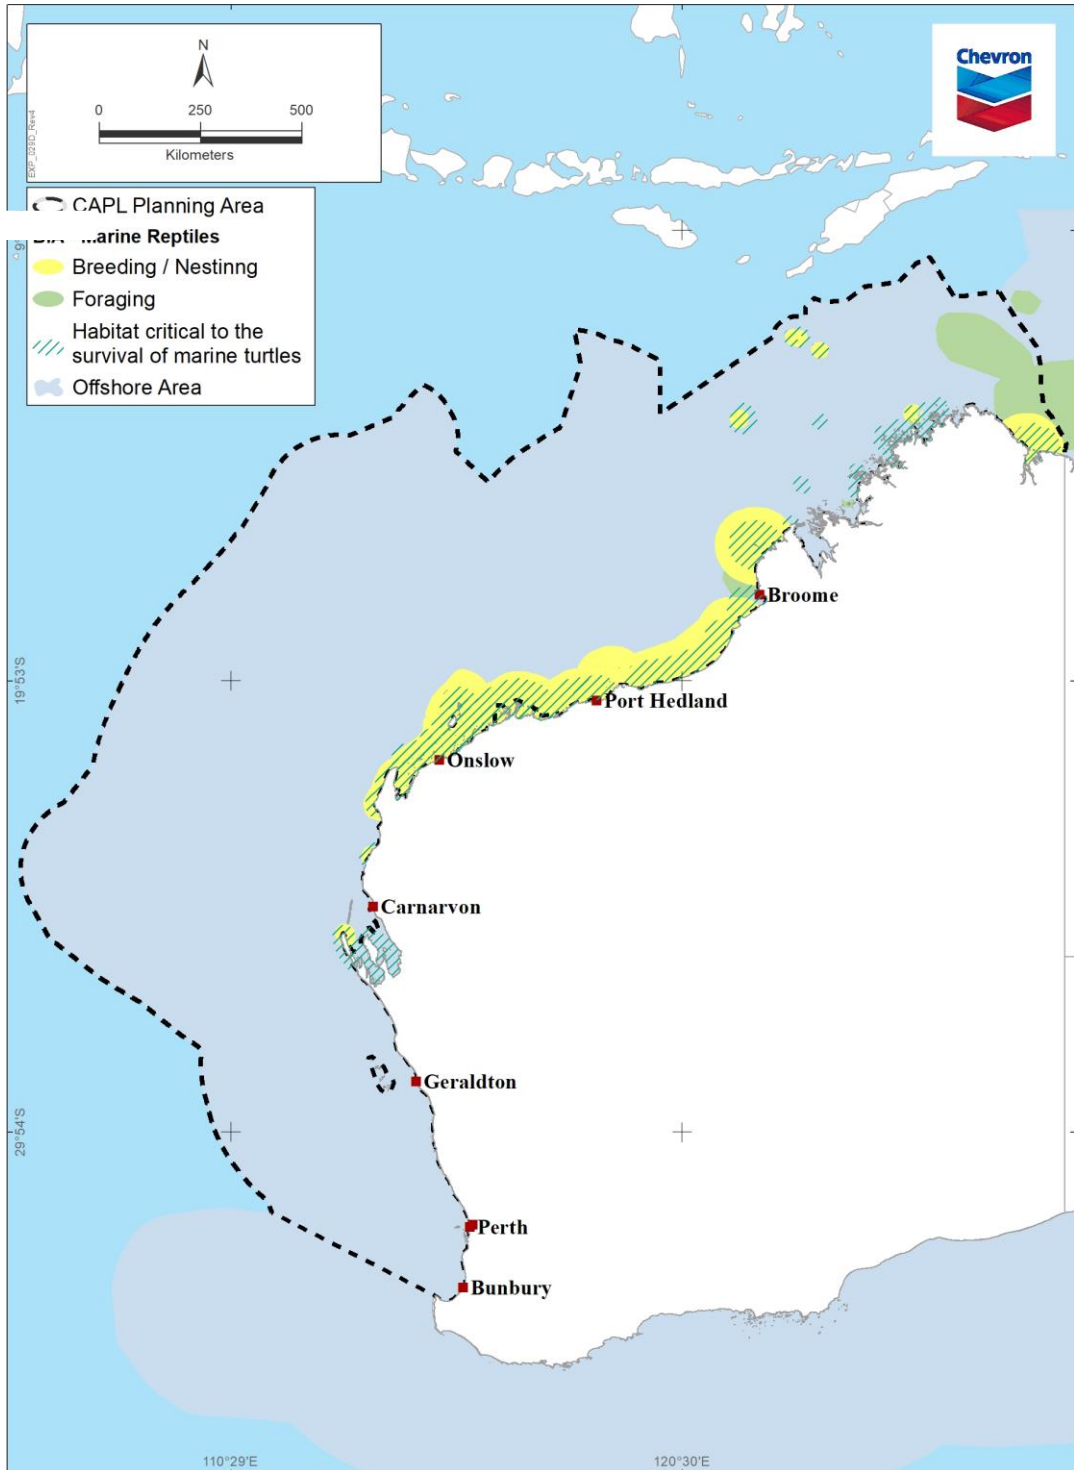 N
0 250 500
Kilometers
EXP_029D_Rev4
Chevron
CAPL Planning Area
Marine Reptiles
Breeding / Nestinng
Foraging
Habitat critical to the
survival of marine turtles
Offshore Area
Broome
19°53'S
Port Hedland
Onslow
Carnarvon
Geraldton
29°54'S
Perth
Bunbury
110°29'E
120°30'E